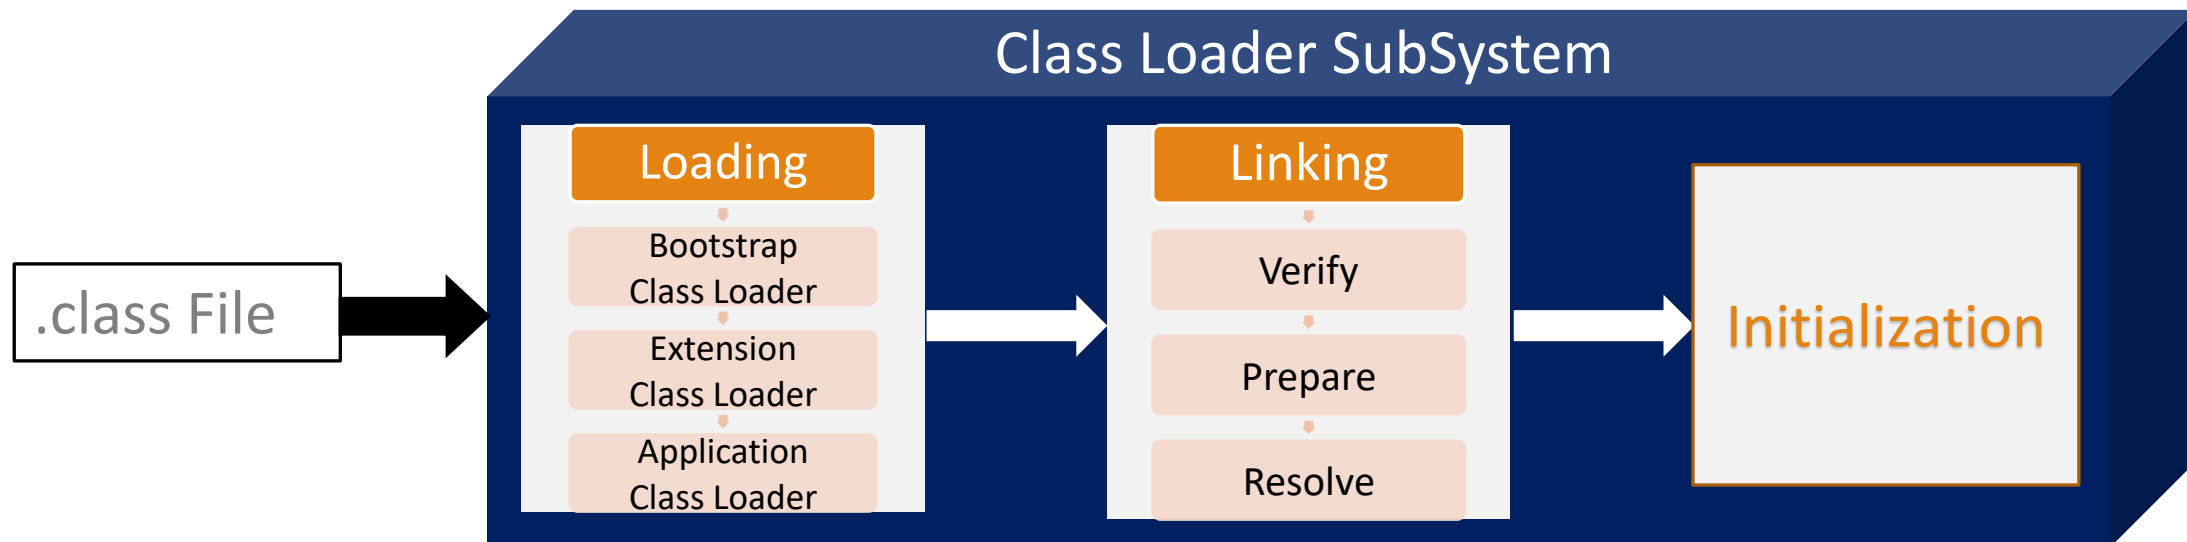 Class Loader SubSystem
.class File
Loading
Bootstrap
Class Loader
Extension
Class Loader
Application
Class Loader
Linking
Verify
Prepare
Resolve
Initialization